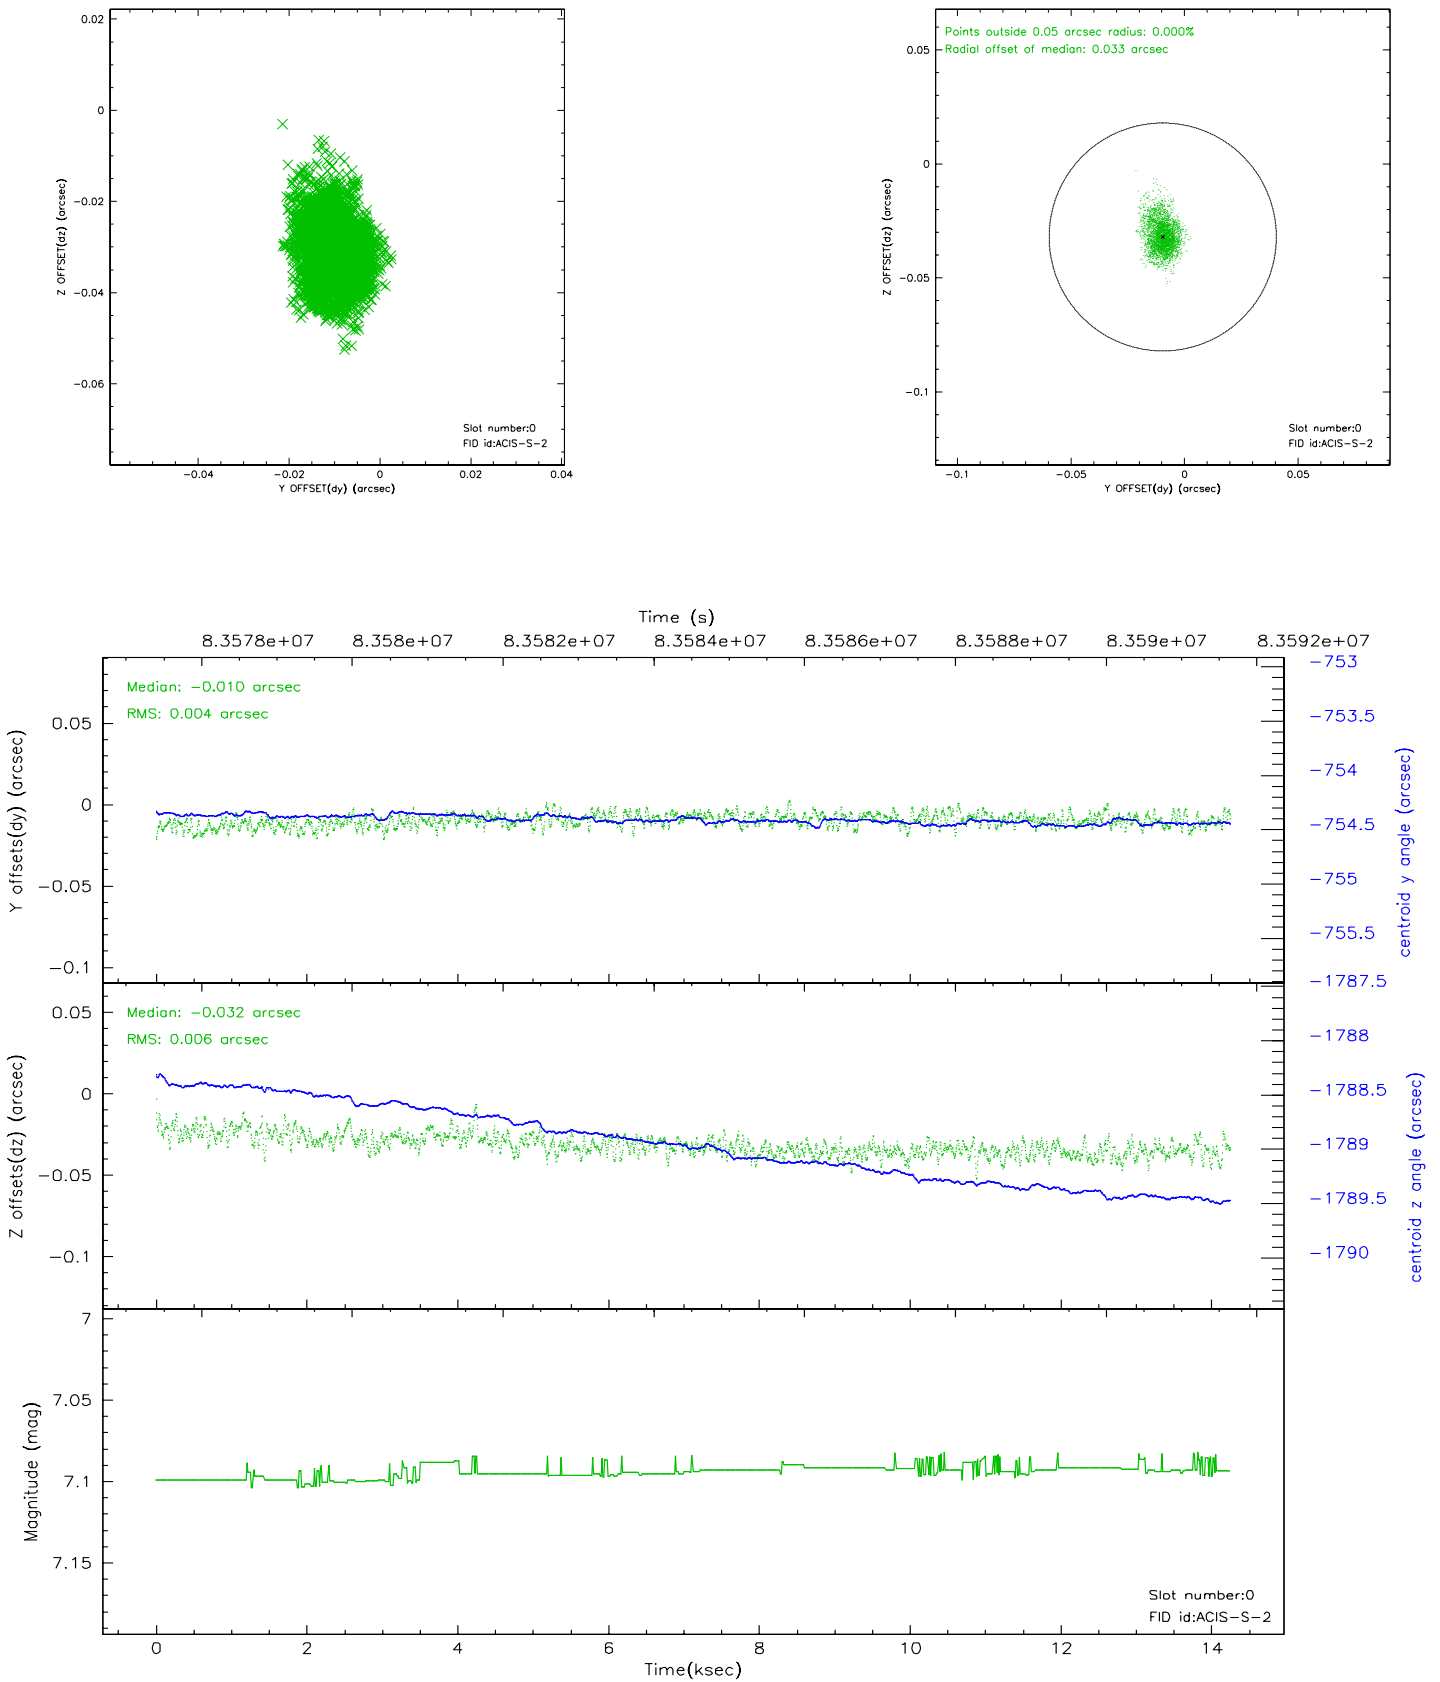 0.02
0
-0.02
-0.04
-0.06
Z OFFSET(dz) (arcsec)
Slot number:0
FID id:ACIS-S-2
-0.04 -0.02 0 0.02 0.04
Y OFFSET(dy) (arcsec)
Points outside 0.05 arcsec radius: 0.000%
Radial offset of median: 0.033 arcsec
0.05
0
-0.05
-0.1
Z OFFSET(dz) (arcsec)
Slot number:0
FID id:ACIS-S-2
-0.1 -0.05 0 0.05
Y OFFSET(dy) (arcsec)
Time (s)
8.3578e+07 8.358e+07 8.3582e+07 8.3584e+07 8.3586e+07 8.3588e+07 8.359e+07 8.3592e+07
Median: -0.010 arcsec
RMS: 0.004 arcsec
0.05
0
-0.05
-0.1
Y offsets(dy) (arcsec)
-753
-753.5
-754
-754.5
-755
-755.5
centroid y angle (arcsec)
Median: -0.032 arcsec
RMS: 0.006 arcsec
0.05
0
-0.05
-0.1
Z offsets(dz) (arcsec)
-1787.5
-1788
-1788.5
-1789
-1789.5
-1790
centroid z angle (arcsec)
7
7.05
7.1
7.15
Magnitude (mag)
Slot number:0
FID id:ACIS-S-2
0 2 4 6 8 10 12 14
Time(ksec)